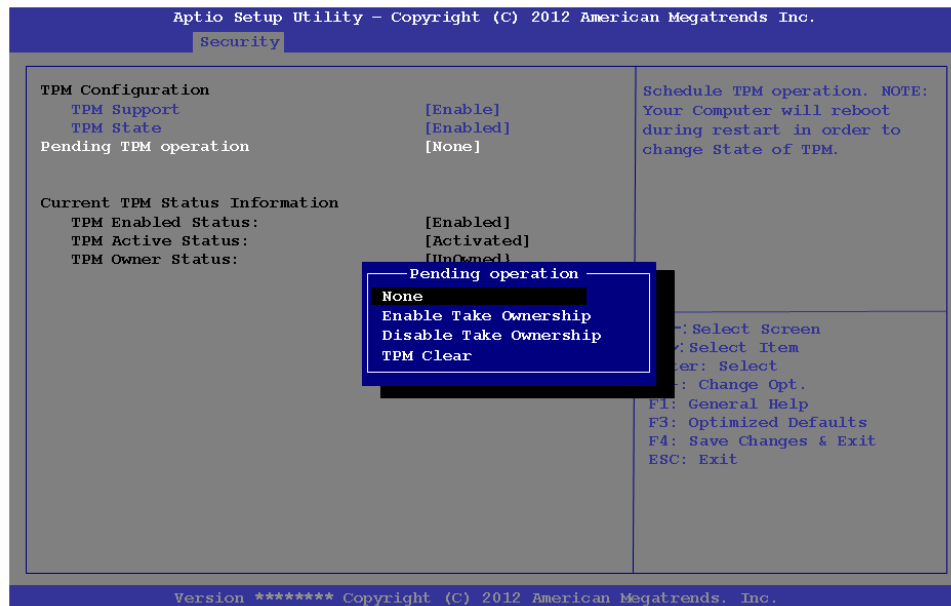 Aptio Setup Utility – Copyright (C) 2012 American Megatrends Inc.
Security
TPM Configuration
TPM Support [Enable]
TPM State [Enabled]
Pending TPM operation [None]
Current TPM Status Information
TPM Enabled Status: [Enabled]
TPM Active Status: [Activated]
TPM Owner Status: [UnOwned]
Pending operation
None
Enable Take Ownership
Disable Take Ownership
TPM Clear
Schedule TPM operation. NOTE:
Your Computer will reboot
during restart in order to
change State of TPM.
:Select Screen
:Select Item
er: Select
: Change Opt.
F1: General Help
F3: Optimized Defaults
F4: Save Changes & Exit
ESC: Exit
Version ******** Copyright (C) 2012 American Megatrends. Inc.